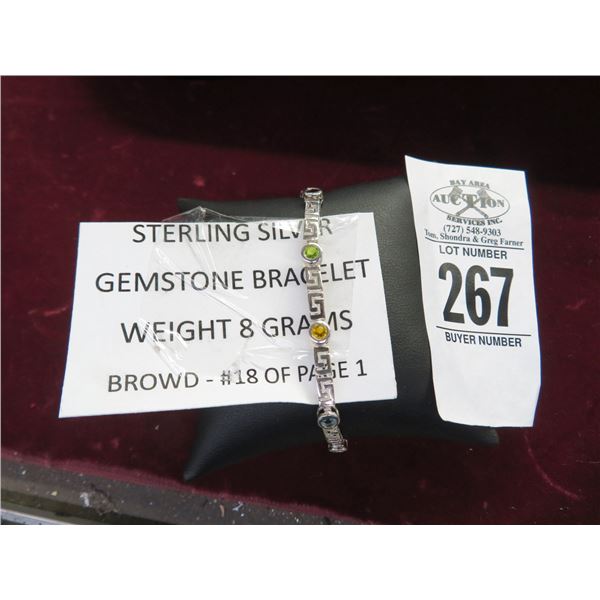 STERLING SILVER
GEMSTONE BRACELET
WEIGHT 8 GRAMS
BROWD - #18 OF PAGE 1
BAY AREA
AUCTION
SERVICES INC.
(727) 548-9303
Tom, Shondra & Greg Farner
LOT NUMBER
267
BUYER NUMBER